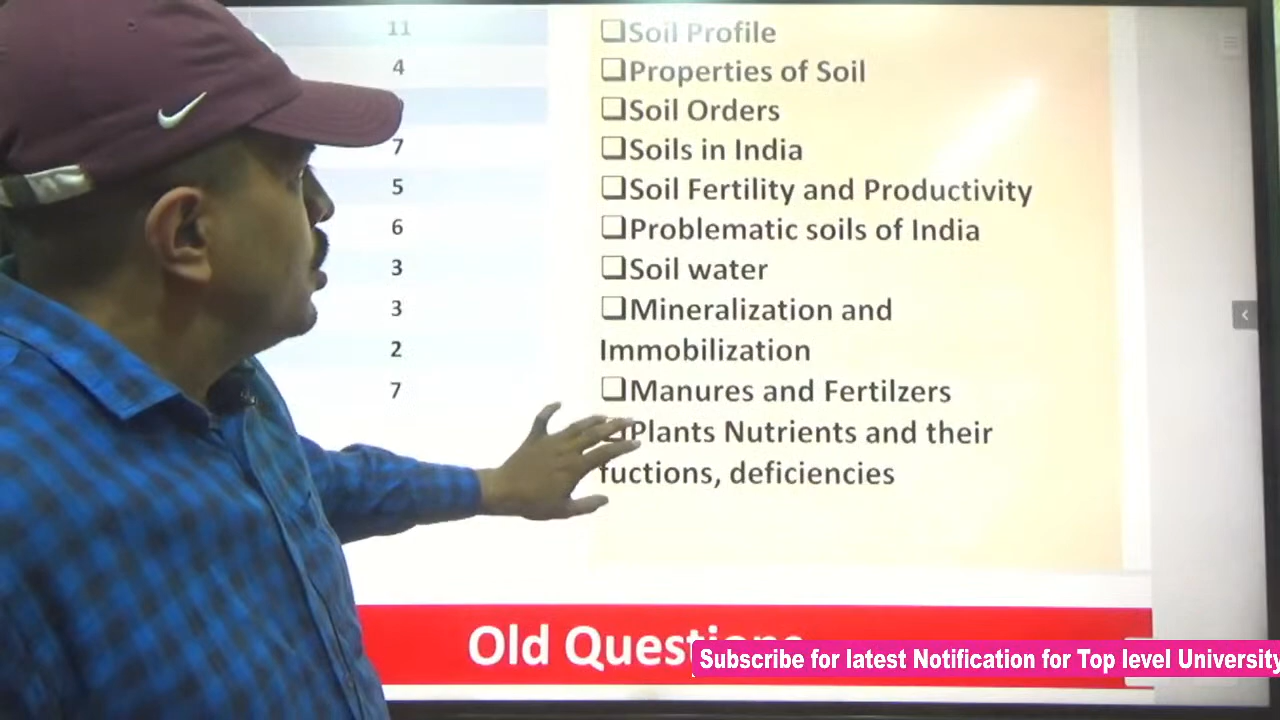 11
4
7
5
6
3
3
2
7
❑Soil Profile
❑Properties of Soil
❑Soil Orders
❑Soils in India
❑Soil Fertility and Productivity
❑Problematic soils of India
❑Soil water
❑Mineralization and
Immobilization
❑Manures and Fertilzers
❑Plants Nutrients and their
fuctions, deficiencies
Old Questions
Subscribe for latest Notification for Top level University